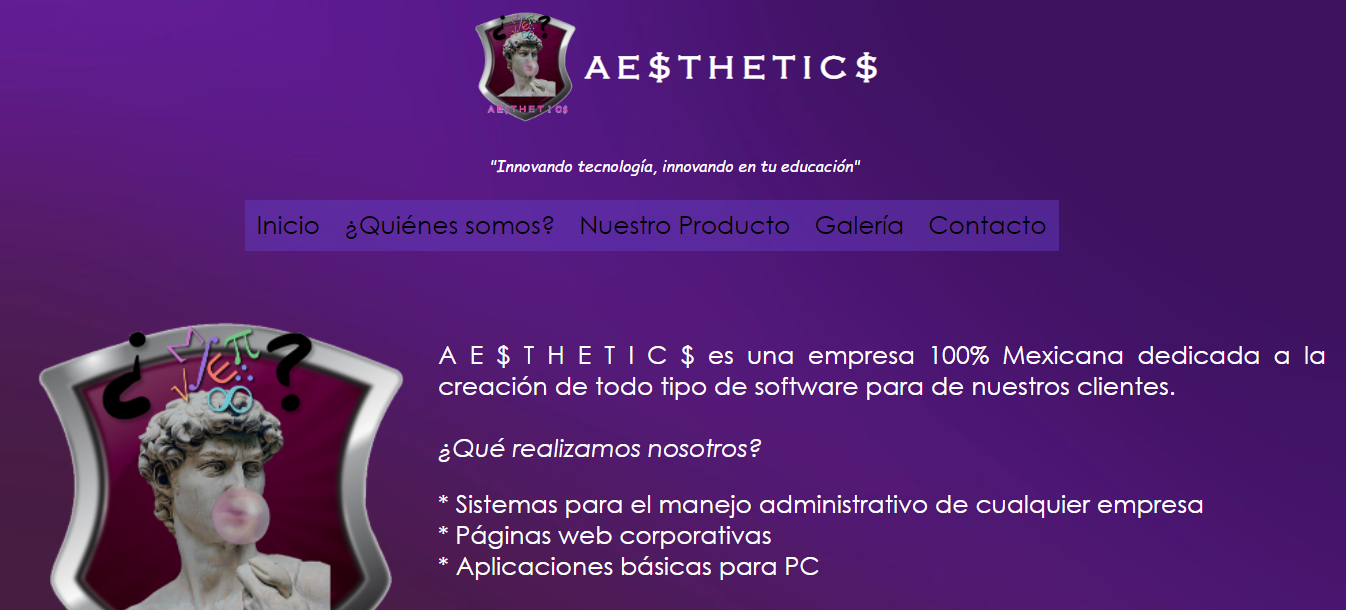 AE$THETIC$
AE$THETIC$
"Innovando tecnología, innovando en tu educación"
Inicio ¿Quiénes somos? Nuestro Producto Galería Contacto
A E $ T H E T I C $ es una empresa 100% Mexicana dedicada a la
creación de todo tipo de software para de nuestros clientes.
¿Qué realizamos nosotros?
* Sistemas para el manejo administrativo de cualquier empresa
* Páginas web corporativas
* Aplicaciones básicas para PC